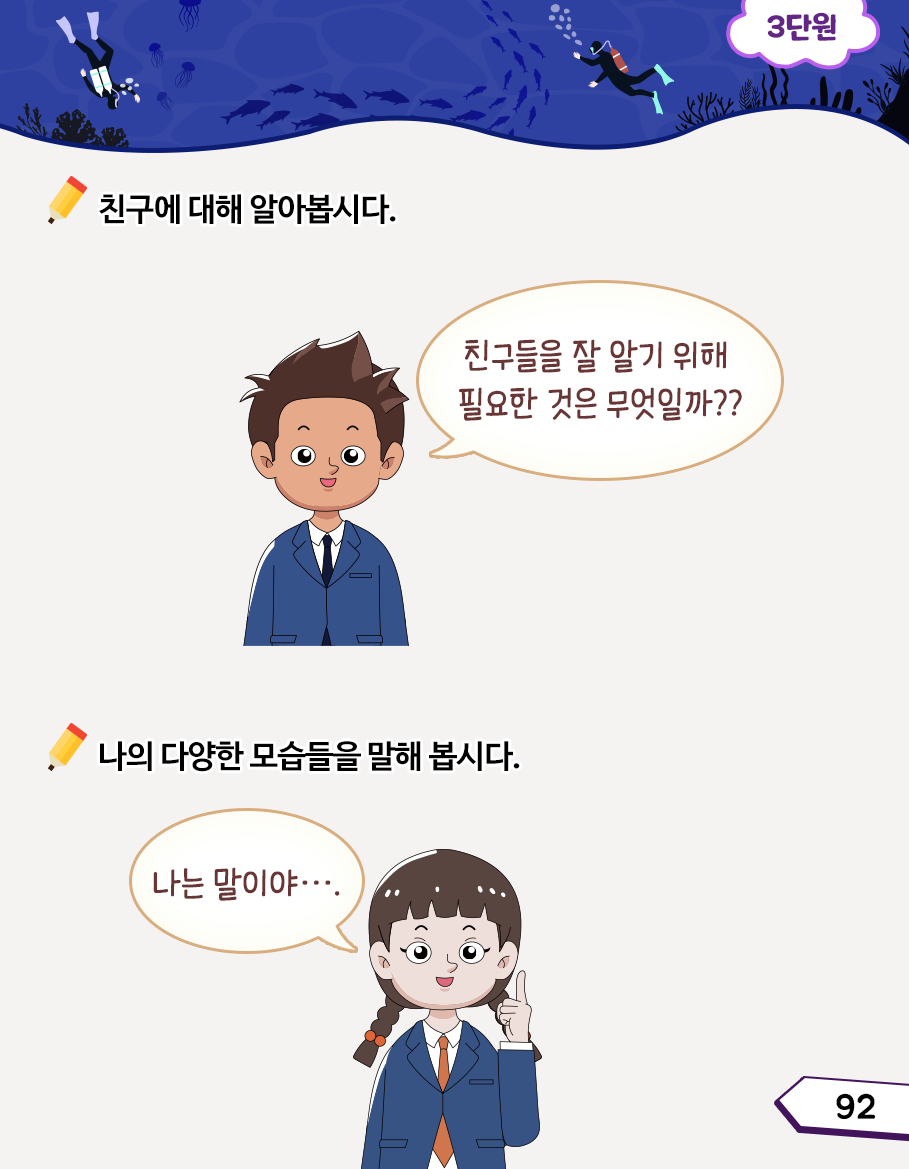 3단원
친구에 대해 알아봅시다.
친구들을 잘 알기 위해
필요한 것은 무엇일까??
나의 다양한 모습들을 말해 봅시다.
나는 말이야….
92